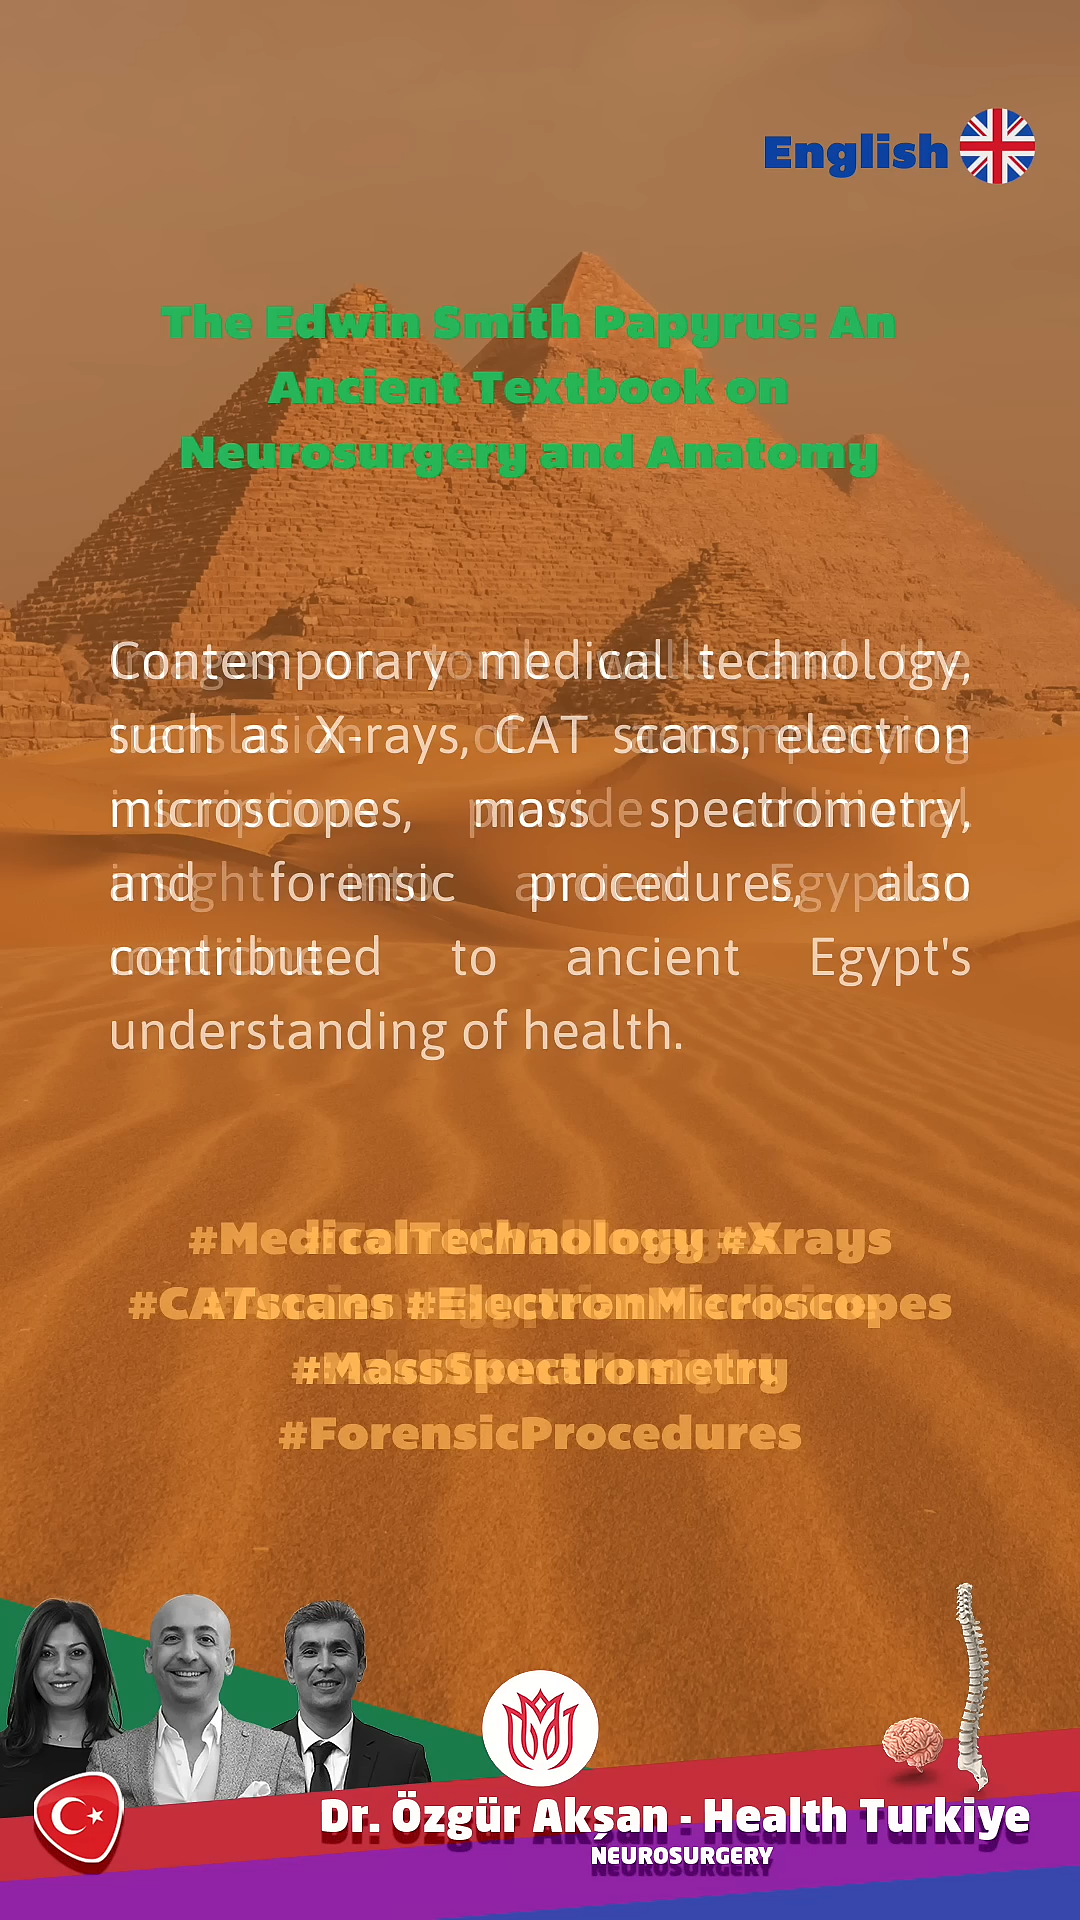 English
The Edwin Smith Papyrus: An
Ancient Textbook on
Neurosurgery and Anatomy
Contemporary medical technology,
such as X-rays, CAT scans, electron
microscopes, mass spectrometry,
and forensic procedures, also
contributed to ancient Egypt's
understanding of health.
#MedicalTechnology #Xrays
#CATscans #ElectronMicroscopes
#MassSpectrometry
#ForensicProcedures
Dr. Özgür Akşan - Health Turkiye
NEUROSURGERY